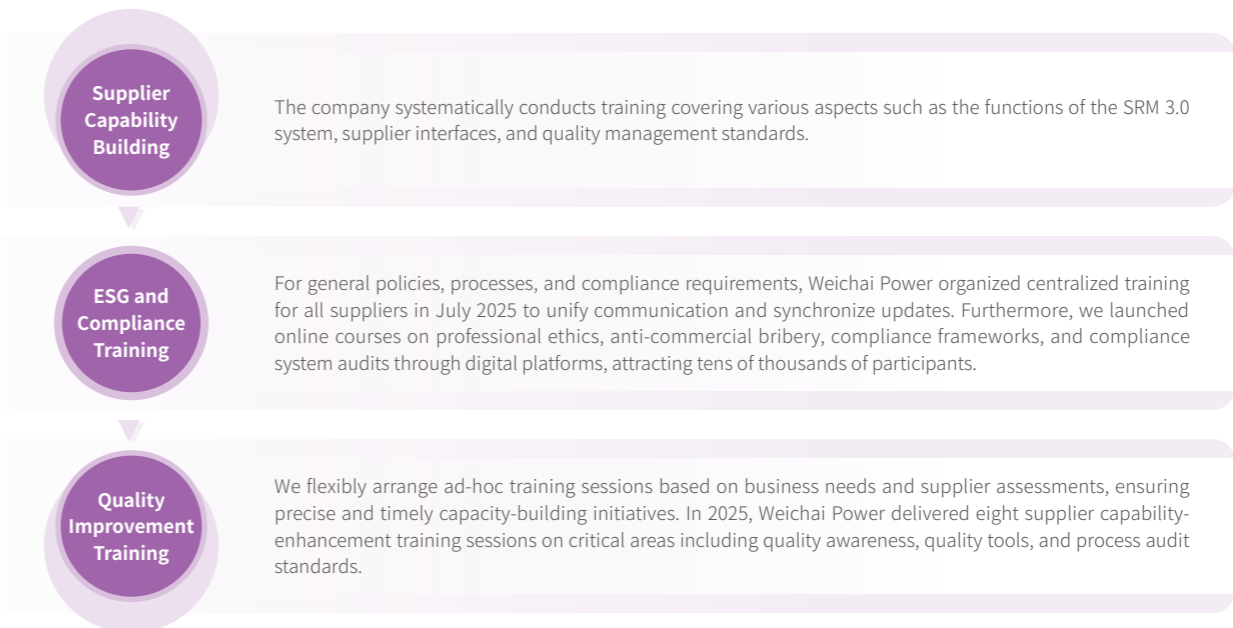 Supplier
Capability
Building
The company systematically conducts training covering various aspects such as the functions of the SRM 3.0
system, supplier interfaces, and quality management standards.
ESG and
Compliance
Training
For general policies, processes, and compliance requirements, Weichai Power organized centralized training
for all suppliers in July 2025 to unify communication and synchronize updates. Furthermore, we launched
online courses on professional ethics, anti-commercial bribery, compliance frameworks, and compliance
system audits through digital platforms, attracting tens of thousands of participants.
Quality
Improvement
Training
We flexibly arrange ad-hoc training sessions based on business needs and supplier assessments, ensuring
precise and timely capacity-building initiatives. In 2025, Weichai Power delivered eight supplier capability-
enhancement training sessions on critical areas including quality awareness, quality tools, and process audit
standards.